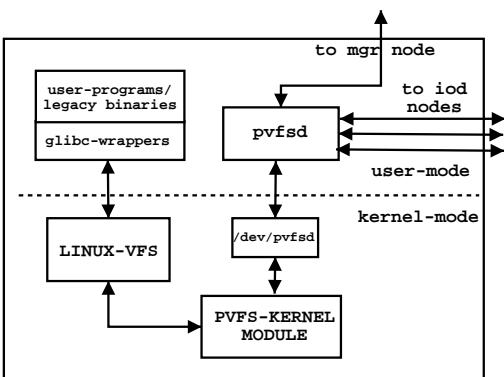 to mgr node
user-programs/
legacy binaries
glibc-wrappers
pvfsd
to iod
nodes
user-mode
kernel-mode
LINUX-VFS
/dev/pvfsd
PVFS-KERNEL
MODULE